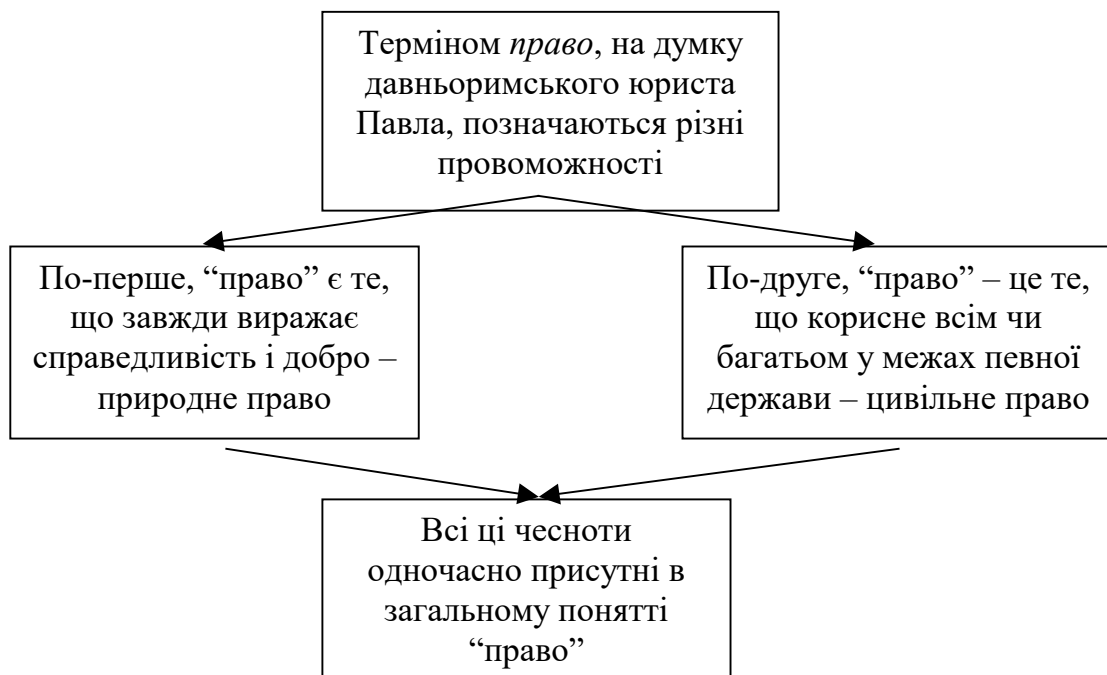 Терміном право, на думку
давньоримського юриста
Павла, позначаються різні
провоможності
По-перше, “право” є те,
що завжди виражає
справедливість і добро –
природне право
По-друге, “право” – це те,
що корисне всім чи
багатьом у межах певної
держави – цивільне право
Всі ці чесноти
одночасно присутні в
загальному понятті
“право”